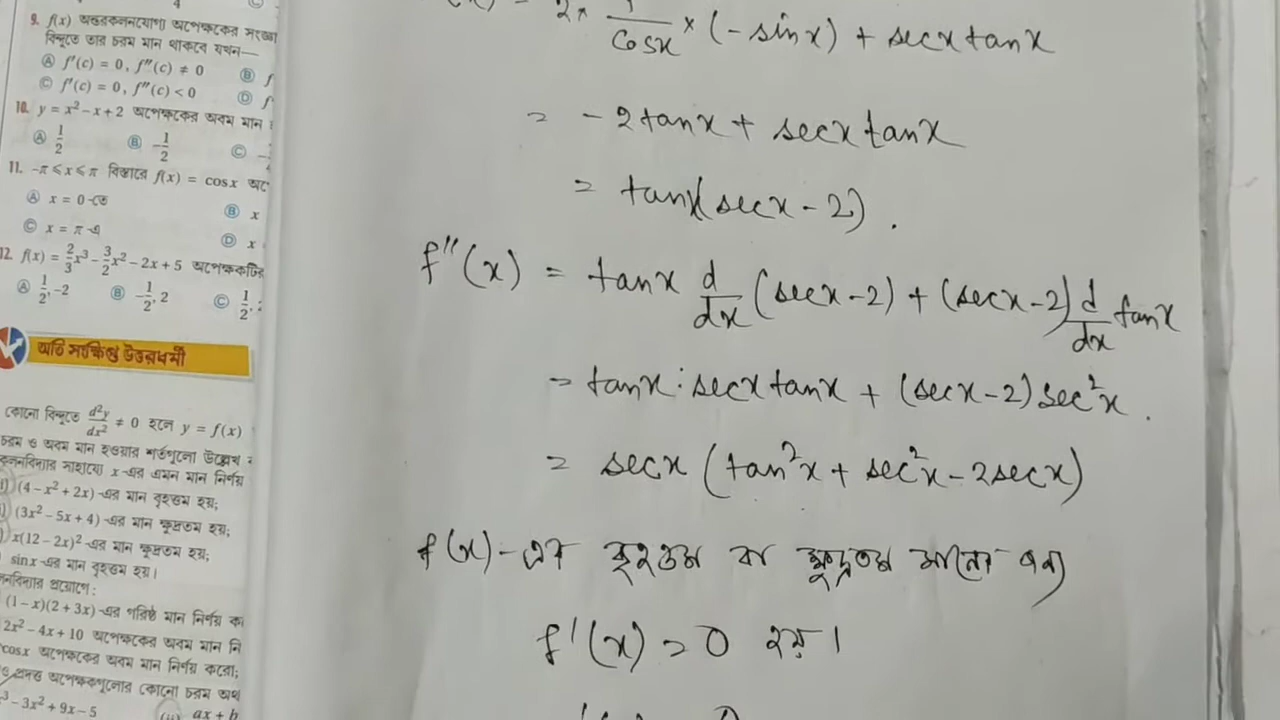 9. f(x) অন্তরকলনযোগ্য অপেক্ষকের সংজ্ঞা
বিন্দুতে তার চরম মান থাকবে যখন—
Ⓐ f′(c) = 0, f″(c) ≠ 0 Ⓑ f
Ⓒ f′(c) = 0, f″(c) < 0 Ⓓ f
10. y = x² − x + 2 অপেক্ষকের অবম মান
Ⓐ 1/2 Ⓑ −1/2 Ⓒ −
11. −π ≤ x ≤ π বিস্তারে f(x) = cosx অপে
Ⓐ x = 0-তে Ⓑ x
Ⓒ x = π-এ Ⓓ x
12. f(x) = 2/3x³ − 3/2x² − 2x + 5 অপেক্ষকটির
Ⓐ 1/2, −2 Ⓑ −1/2, 2 Ⓒ 1/2,
অতি সংক্ষিপ্ত উত্তরধর্মী
কোনো বিন্দুতে d²y/dx² ≠ 0 হলে y = f(x)
চরম ও অবম মান হওয়ার শর্তগুলো উল্লেখ
কলনবিদ্যার সাহায্যে x-এর এমন মান নির্ণয়
(4 − x² + 2x)-এর মান বৃহত্তম হয়;
(3x² − 5x + 4)-এর মান ক্ষুদ্রতম হয়;
x(12 − 2x)²-এর মান ক্ষুদ্রতম হয়;
sinx-এর মান বৃহত্তম হয়।
কলনবিদ্যার প্রয়োগে:
(1 − x)(2 + 3x)-এর গরিষ্ঠ মান নির্ণয় ক
2x² − 4x + 10 অপেক্ষকের অবম মান নি
cosx অপেক্ষকের অবম মান নির্ণয় করো;
প্রদত্ত অপেক্ষকগুলোর কোনো চরম অথ
− 3x² + 9x − 5 ax + b
= 2 × 1/cosx × (−sinx) + secx tanx
= −2tanx + secx tanx
= tanx(secx − 2).
f″(x) = tanx d/dx (secx − 2) + (secx − 2) d/dx tanx
= tanx · secx tanx + (secx − 2) sec²x.
= secx (tan²x + sec²x − 2secx)
f(x)-এর বৃহত্তম বা ক্ষুদ্রতম মানের জন্য
f′(x) = 0 হয়।